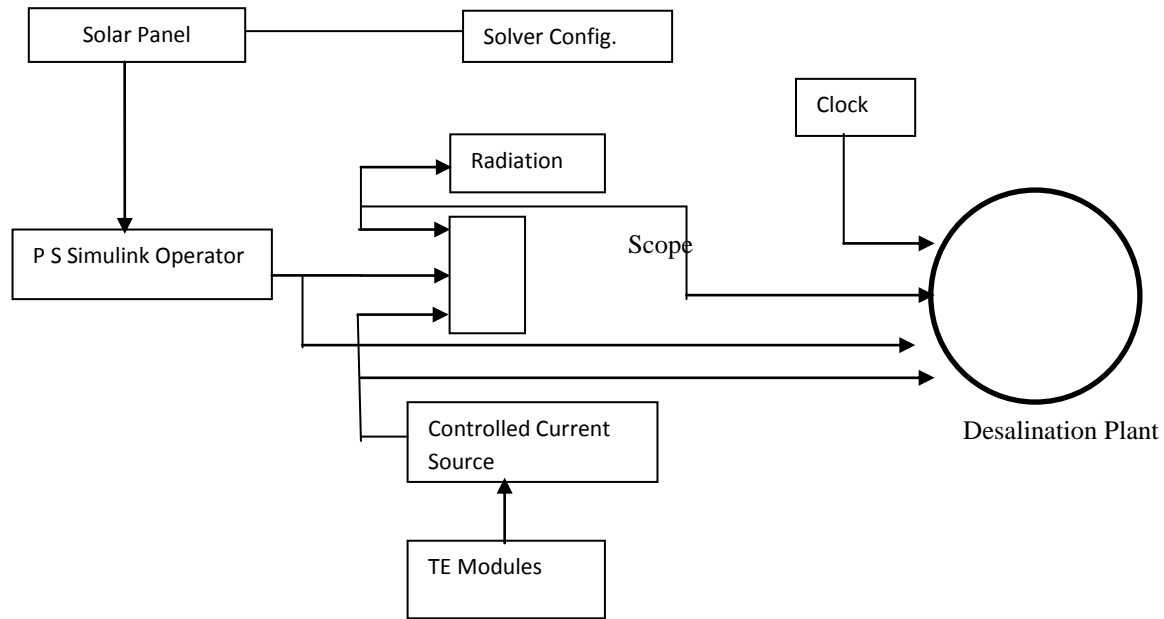 Solar Panel
Solver Config.
Clock
Radiation
Scope
P S Simulink Operator
Controlled Current
Source
Desalination Plant
TE Modules